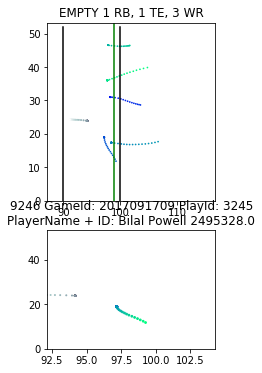 EMPTY 1 RB, 1 TE, 3 WR
50
40
30
20
10
0
90 100 110
9246 GameId: 2017091709 PlayId: 3245
PlayerName + ID: Bilal Powell 2495328.0
40
20
0
92.5 95.0 97.5 100.0 102.5